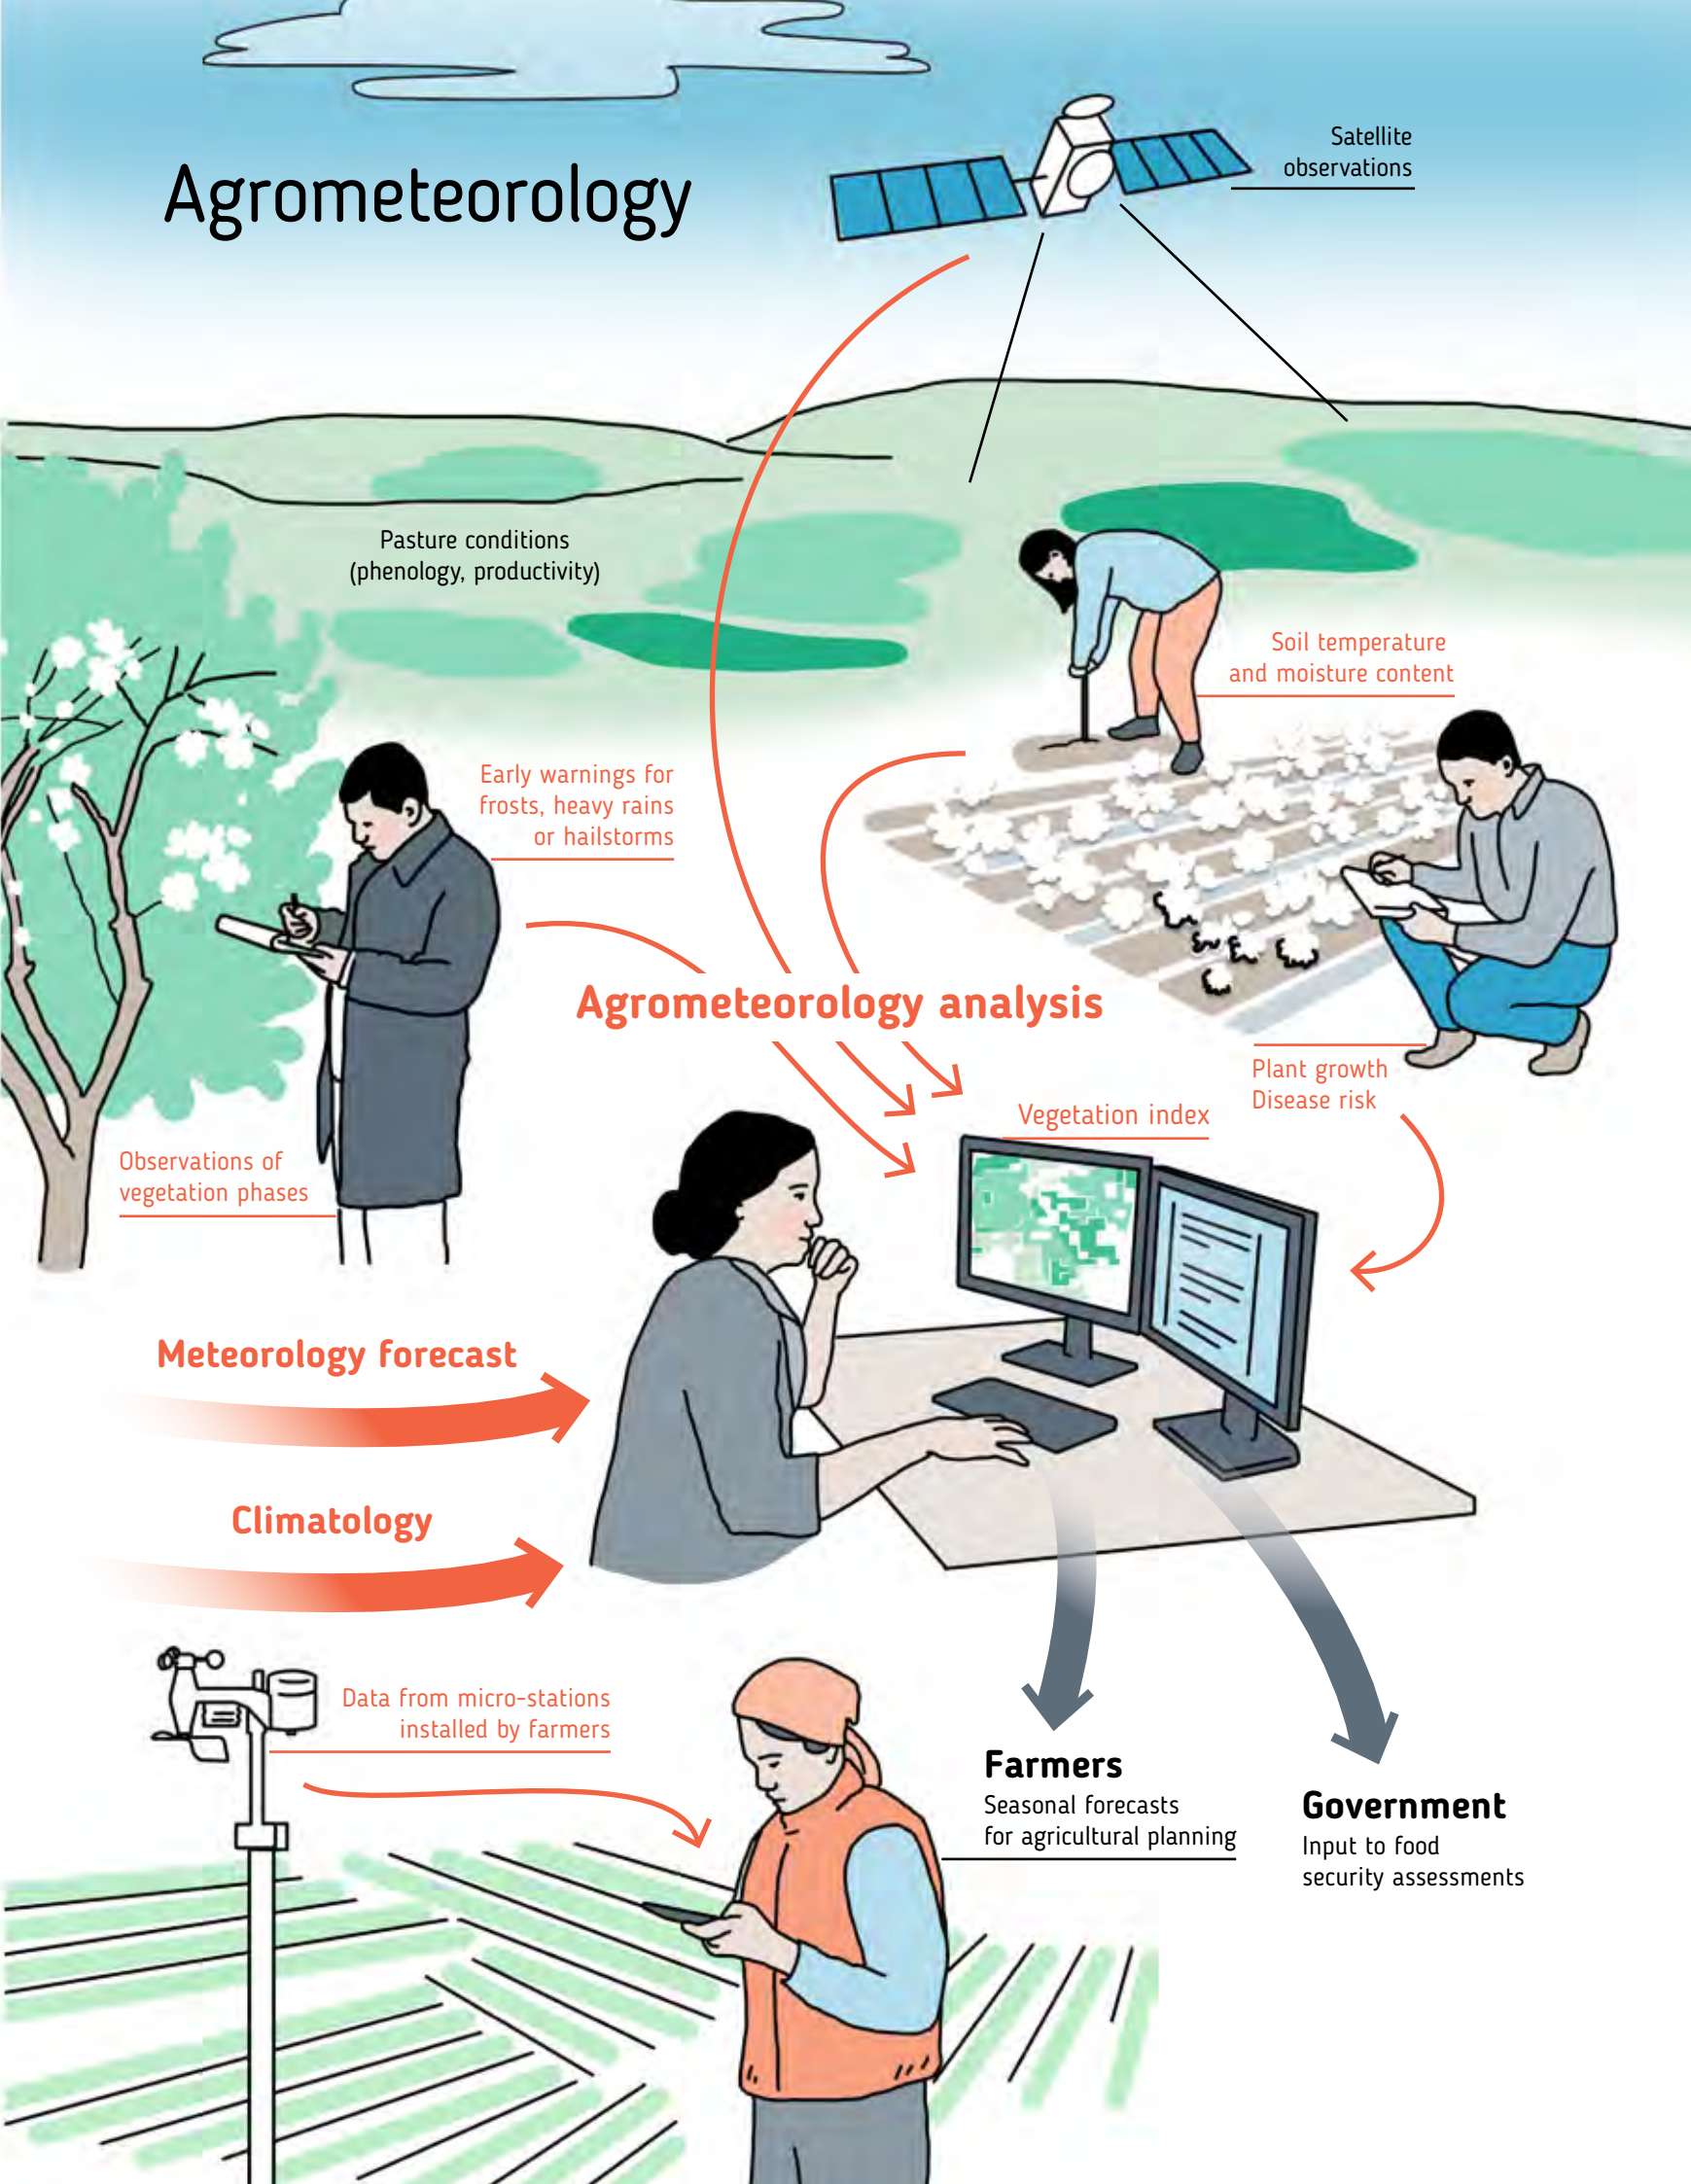 Agrometeorology
Satellite
observations
Pasture conditions
(phenology, productivity)
Soil temperature
and moisture content
Early warnings for
frosts, heavy rains
or hailstorms
Agrometeorology analysis
Plant growth
Disease risk
Vegetation index
Observations of
vegetation phases
Meteorology forecast
Climatology
Data from micro-stations
installed by farmers
Farmers
Seasonal forecasts
for agricultural planning
Government
Input to food
security assessments